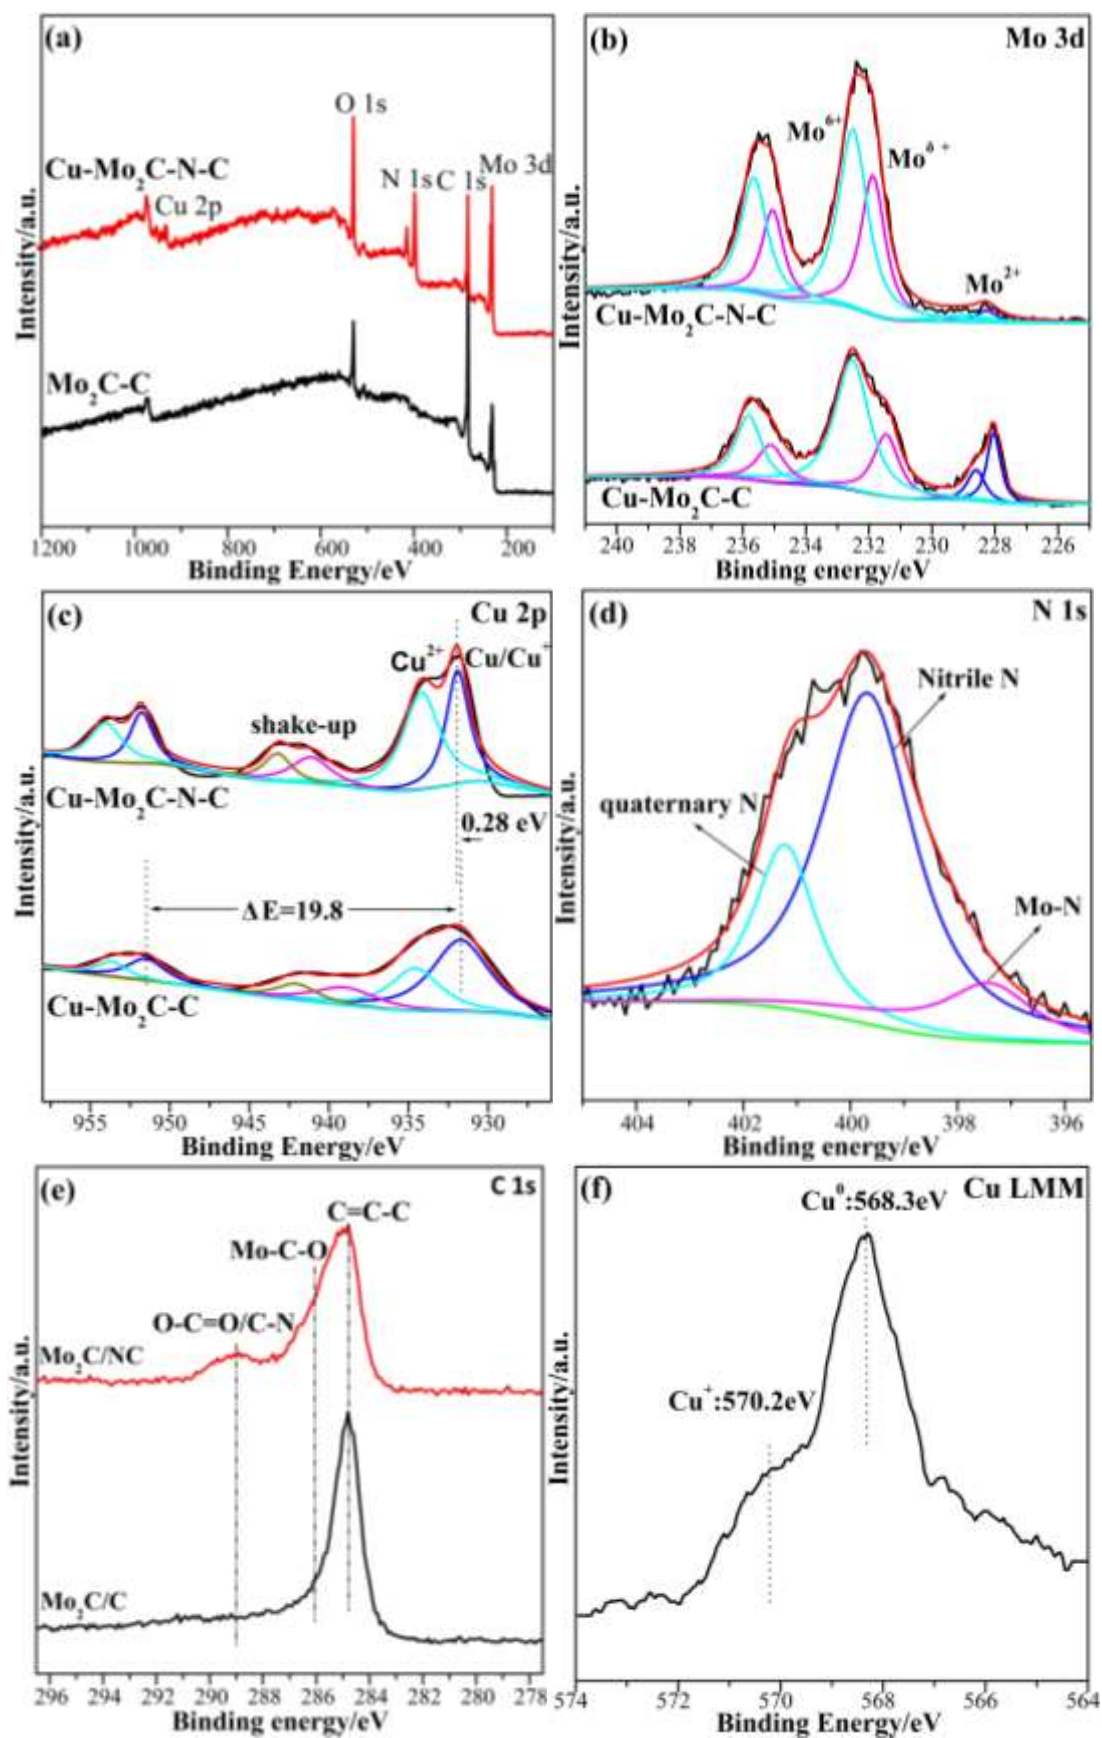 (a)
O 1s
Cu-Mo₂C-N-C
N 1s C 1s Mo 3d
Cu 2p
Mo₂C-C
Intensity/a.u.
1200 1000 800 600 400 200
Binding Energy/eV
(b) Mo 3d
Mo⁶⁺
Mo^δ+
Mo²⁺
Cu-Mo₂C-N-C
Cu-Mo₂C-C
Intensity/a.u.
240 238 236 234 232 230 228 226
Binding energy/eV
(c) Cu 2p
Cu²⁺ Cu/Cu⁺
shake-up
Cu-Mo₂C-N-C
0.28 eV
ΔE=19.8
Cu-Mo₂C-C
Intensity/a.u.
955 950 945 940 935 930
Binding Energy/eV
(d) N 1s
Nitrile N
quaternary N
Mo-N
Intensity/a.u.
404 402 400 398 396
Binding energy/eV
(e) C 1s
C=C-C
Mo-C-O
O-C=O/C-N
Mo₂C/NC
Mo₂C/C
Intensity/a.u.
296 294 292 290 288 286 284 282 280 278
Binding energy/eV
(f) Cu LMM
Cu⁰:568.3eV
Cu⁺:570.2eV
Intensity/a.u.
574 572 570 568 566 564
Binding Energy/eV